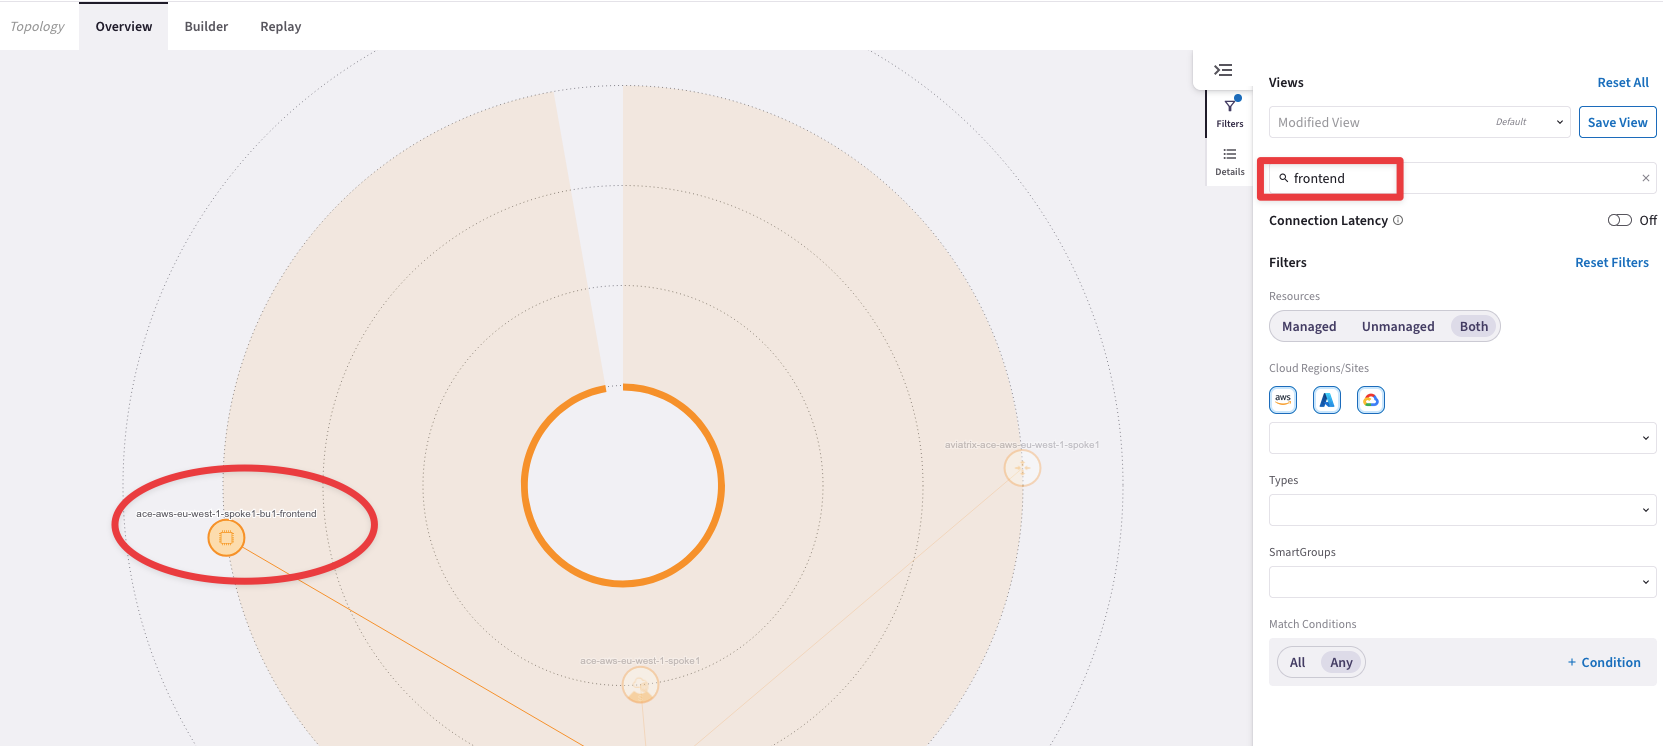 Topology
Overview
Builder
Replay
Filters
Details
Views
Reset All
Modified View
Default
Save View
frontend
Connection Latency
Off
Filters
Reset Filters
Resources
Managed
Unmanaged
Both
Cloud Regions/Sites
aws
Types
SmartGroups
Match Conditions
All
Any
+ Condition
aviatrix-ace-aws-eu-west-1-spoke1
ace-aws-eu-west-1-spoke1-bu1-frontend
ace-aws-eu-west-1-spoke1